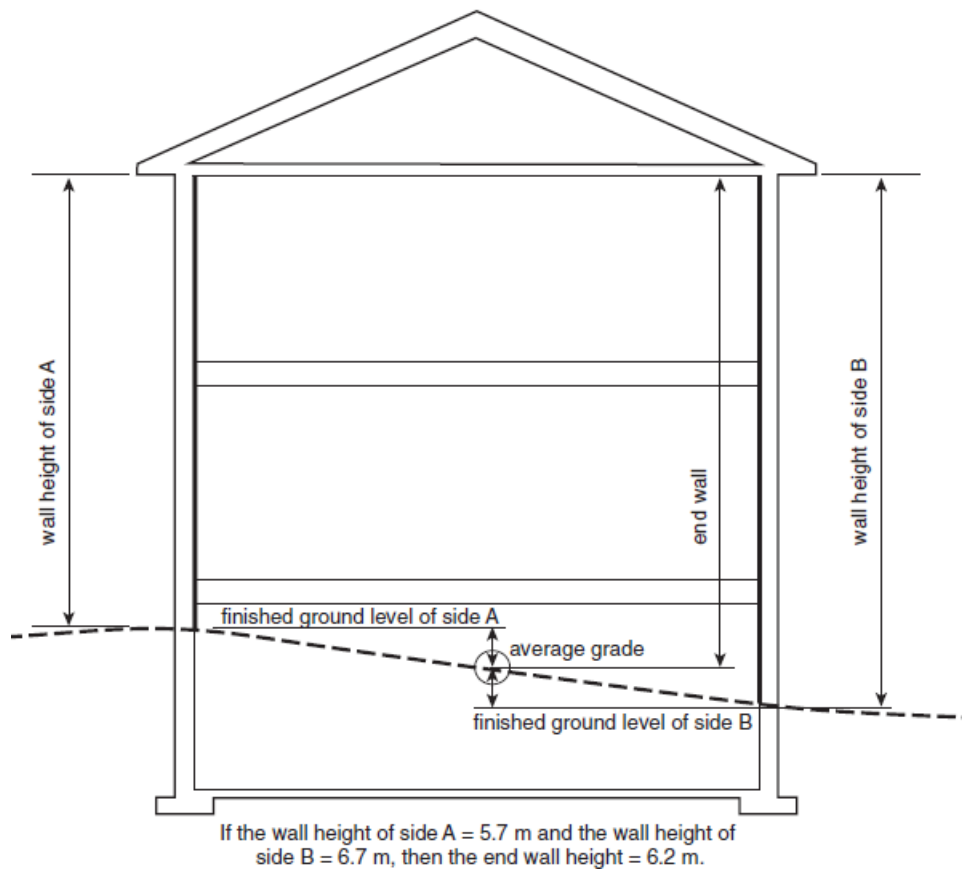 wall height of side A
end wall
wall height of side B
finished ground level of side A
average grade
finished ground level of side B
If the wall height of side A = 5.7 m and the wall height of
side B = 6.7 m, then the end wall height = 6.2 m.